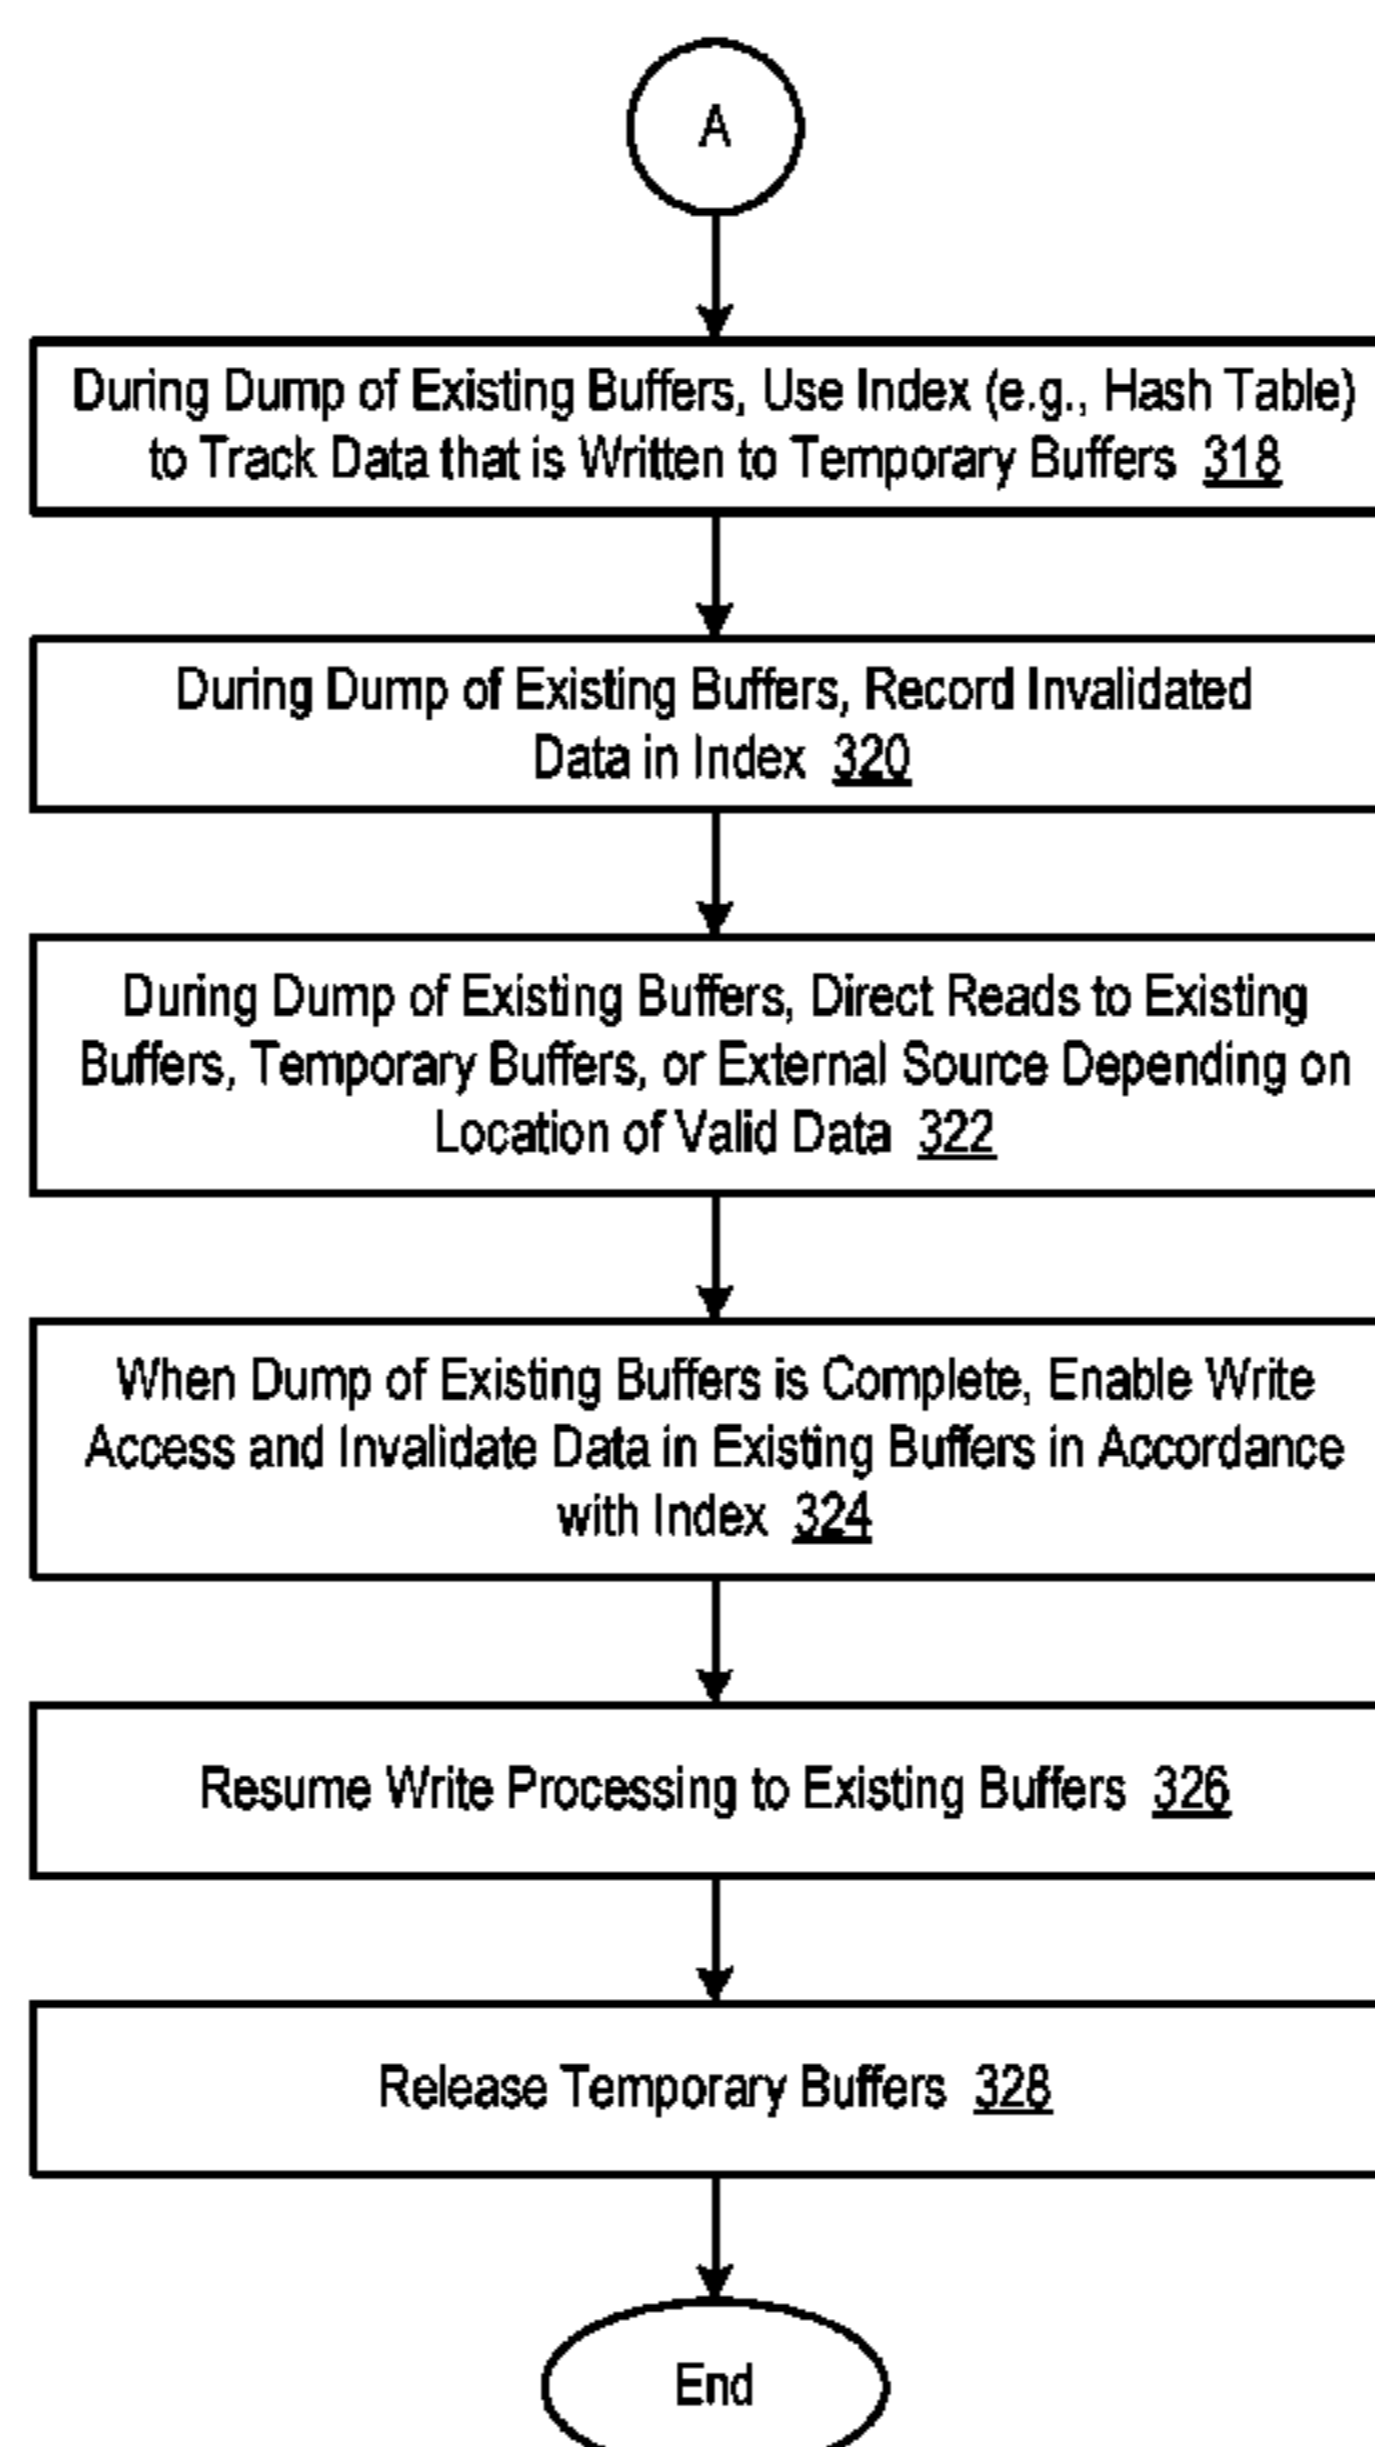 A
During Dump of Existing Buffers, Use Index (e.g., Hash Table)
to Track Data that is Written to Temporary Buffers 318
During Dump of Existing Buffers, Record Invalidated
Data in Index 320
During Dump of Existing Buffers, Direct Reads to Existing
Buffers, Temporary Buffers, or External Source Depending on
Location of Valid Data 322
When Dump of Existing Buffers is Complete, Enable Write
Access and Invalidate Data in Existing Buffers in Accordance
with Index 324
Resume Write Processing to Existing Buffers 326
Release Temporary Buffers 328
End